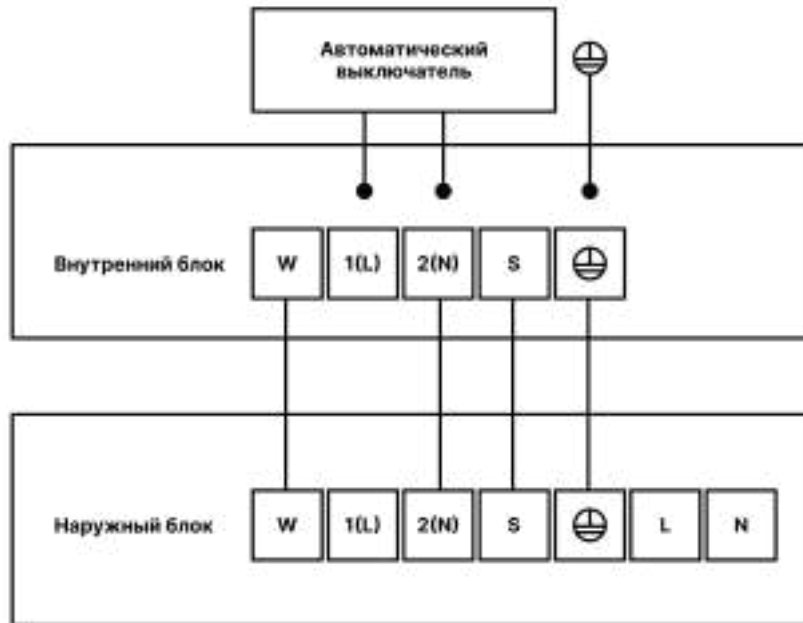 Автоматический
выключатель
Внутренний блок W 1(L) 2(N) S
Наружный блок W 1(L) 2(N) S L N